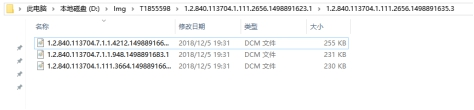 此电脑 › 本地磁盘 (D:) › Img › T1855598 › 1.2.840.113704.1.111.2656.1498891623.1 › 1.2.840.113704.1.111.2656.1498891635.3
名称 修改日期 类型 大小
1.2.840.113704.7.1.1.4212.149889166... 2018/12/5 19:31 DCM 文件 255 KB
1.2.840.113704.7.1.1.948.1498891683.1 2018/12/5 19:31 DCM 文件 231 KB
1.2.840.113704.1.111.3664.149889166... 2018/12/5 19:31 DCM 文件 230 KB